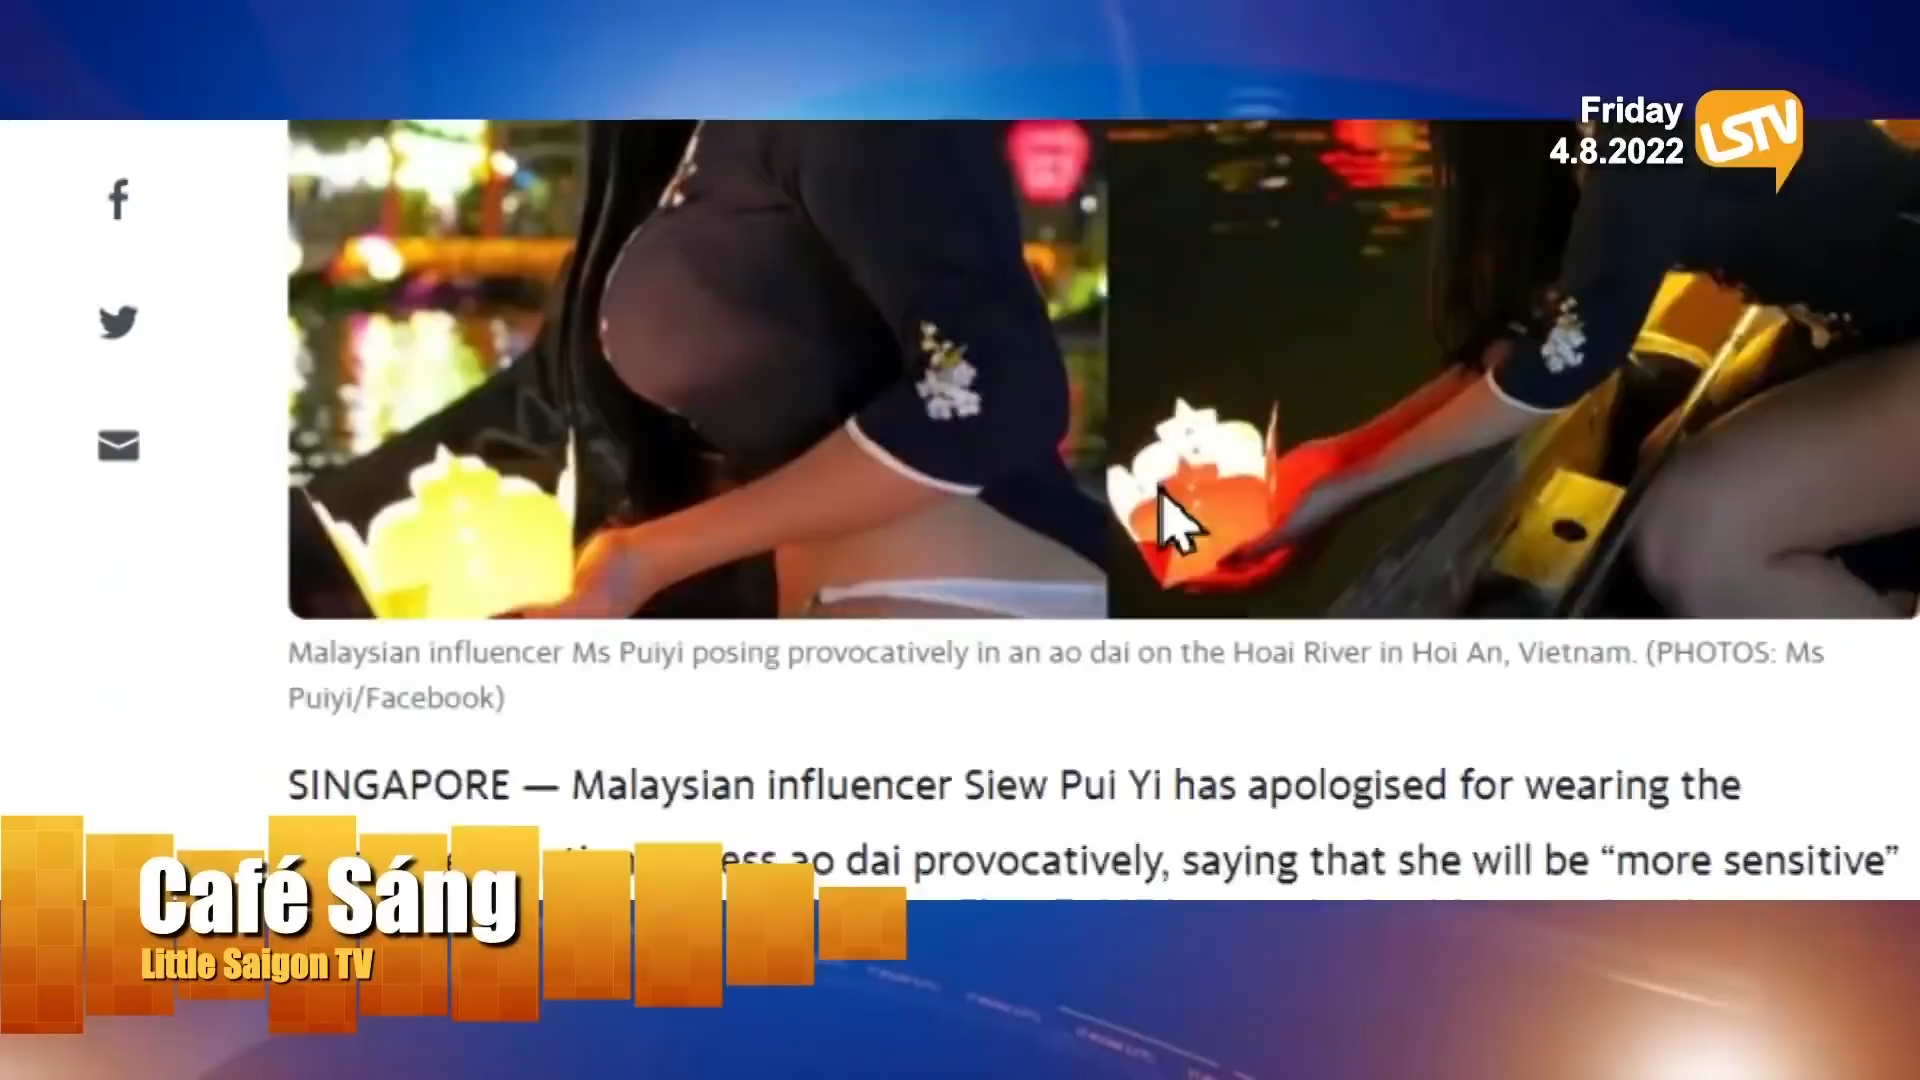 Friday
4.8.2022
LSTV
Malaysian influencer Ms Puiyi posing provocatively in an ao dai on the Hoai River in Hoi An, Vietnam. (PHOTOS: Ms
Puiyi/Facebook)
SINGAPORE — Malaysian influencer Siew Pui Yi has apologised for wearing the
ao dai provocatively, saying that she will be “more sensitive”
Café Sáng
Little Saigon TV